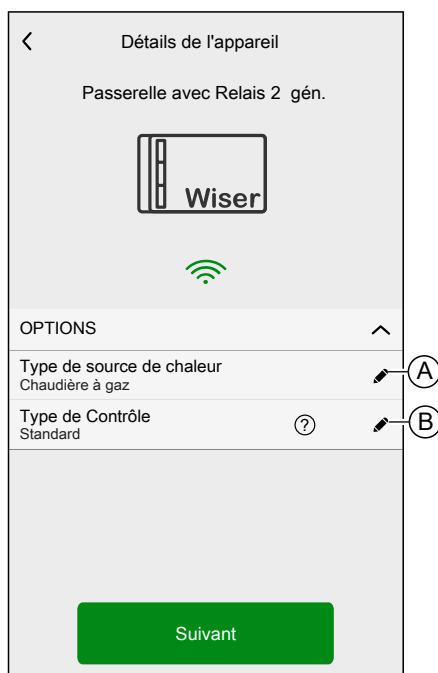 Détails de l'appareil
Passerelle avec Relais 2 gén.
Wiser
OPTIONS
Type de source de chaleur
Chaudière à gaz
A
Type de Contrôle
Standard
?
B
Suivant